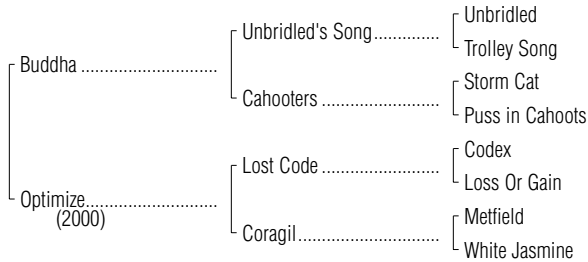 Unbridled
Unbridled's Song..............
Trolley Song
Buddha .............................
Storm Cat
Cahooters .........................
Puss in Cahoots
Codex
Lost Code .........................
Loss Or Gain
Optimize............................
(2000)
Metfield
Coragil..............................
White Jasmine